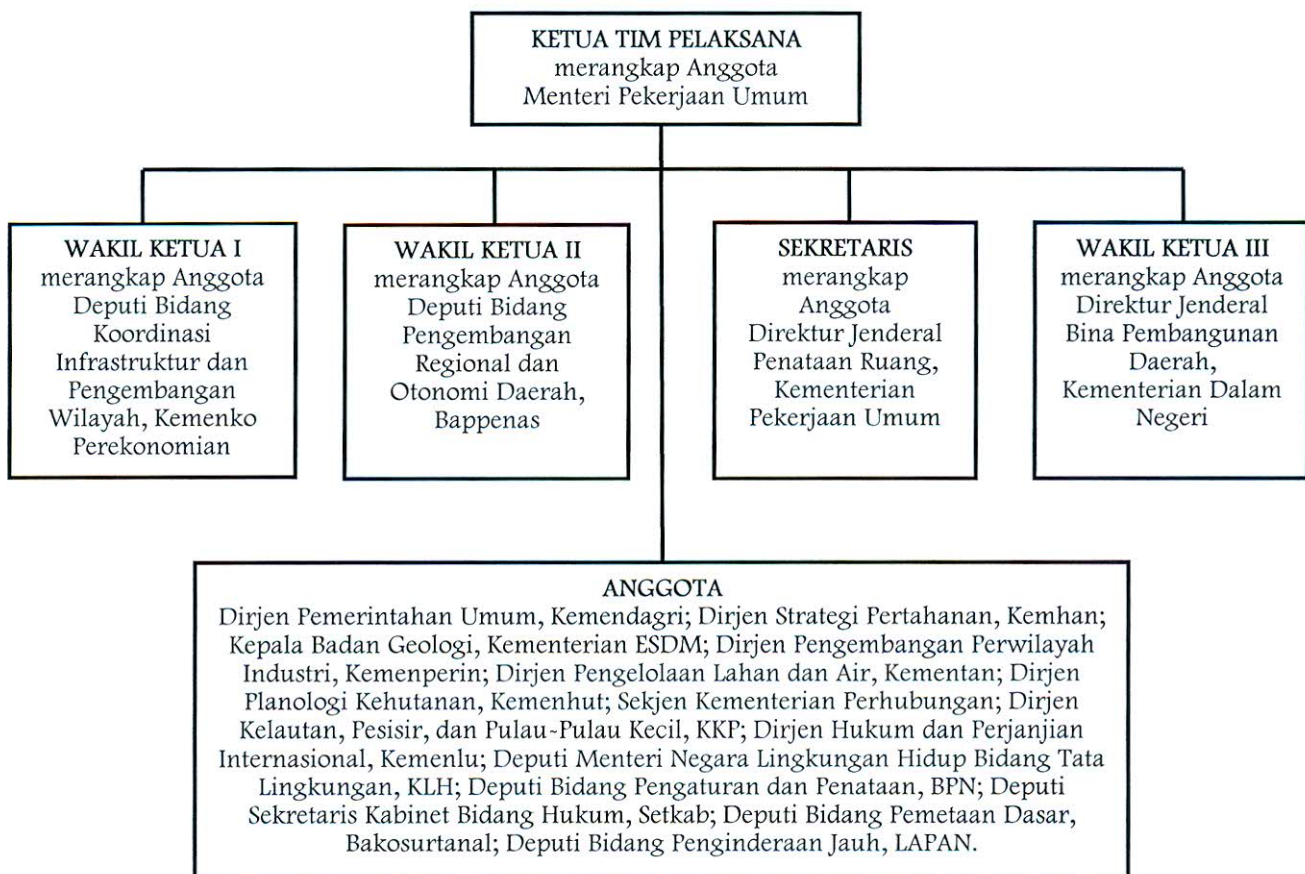 KETUA TIM PELAKSANA
merangkap Anggota
Menteri Pekerjaan Umum
WAKIL KETUA I
merangkap Anggota
Deputi Bidang
Koordinasi
Infrastruktur dan
Pengembangan
Wilayah, Kemenko
Perekonomian
WAKIL KETUA II
merangkap Anggota
Deputi Bidang
Pengembangan
Regional dan
Otonomi Daerah,
Bappenas
SEKRETARIS
merangkap
Anggota
Direktur Jenderal
Penataan Ruang,
Kementerian
Pekerjaan Umum
WAKIL KETUA III
merangkap Anggota
Direktur Jenderal
Bina Pembangunan
Daerah,
Kementerian Dalam
Negeri
ANGGOTA
Dirjen Pemerintahan Umum, Kemendagri; Dirjen Strategi Pertahanan, Kemhan;
Kepala Badan Geologi, Kementerian ESDM; Dirjen Pengembangan Perwilayah
Industri, Kemenperin; Dirjen Pengelolaan Lahan dan Air, Kementan; Dirjen
Planologi Kehutanan, Kemenhut; Sekjen Kementerian Perhubungan; Dirjen
Kelautan, Pesisir, dan Pulau-Pulau Kecil, KKP; Dirjen Hukum dan Perjanjian
Internasional, Kemenlu; Deputi Menteri Negara Lingkungan Hidup Bidang Tata
Lingkungan, KLH; Deputi Bidang Pengaturan dan Penataan, BPN; Deputi
Sekretaris Kabinet Bidang Hukum, Setkab; Deputi Bidang Pemetaan Dasar,
Bakosurtanal; Deputi Bidang Penginderaan Jauh, LAPAN.